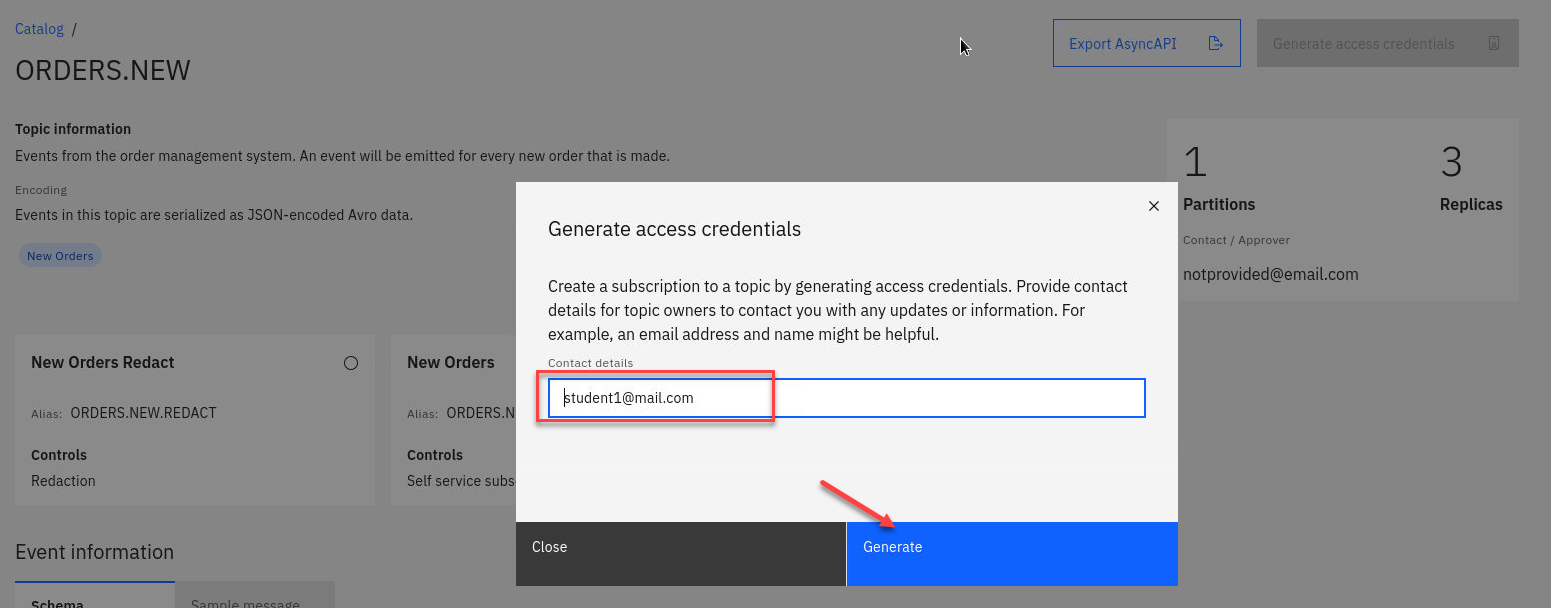 Catalog /
Export AsyncAPI
Generate access credentials
ORDERS.NEW
Topic information
Events from the order management system. An event will be emitted for every new order that is made.
Encoding
Events in this topic are serialized as JSON-encoded Avro data.
New Orders
1
3
Partitions
Replicas
Contact / Approver
notprovided@email.com
Generate access credentials
Create a subscription to a topic by generating access credentials. Provide contact
details for topic owners to contact you with any updates or information. For
example, an email address and name might be helpful.
Contact details
student1@mail.com
Close
Generate
New Orders Redact
Alias: ORDERS.NEW.REDACT
Controls
Redaction
New Orders
Alias: ORDERS.N
Controls
Self service subs
Event information
Schema
Sample message